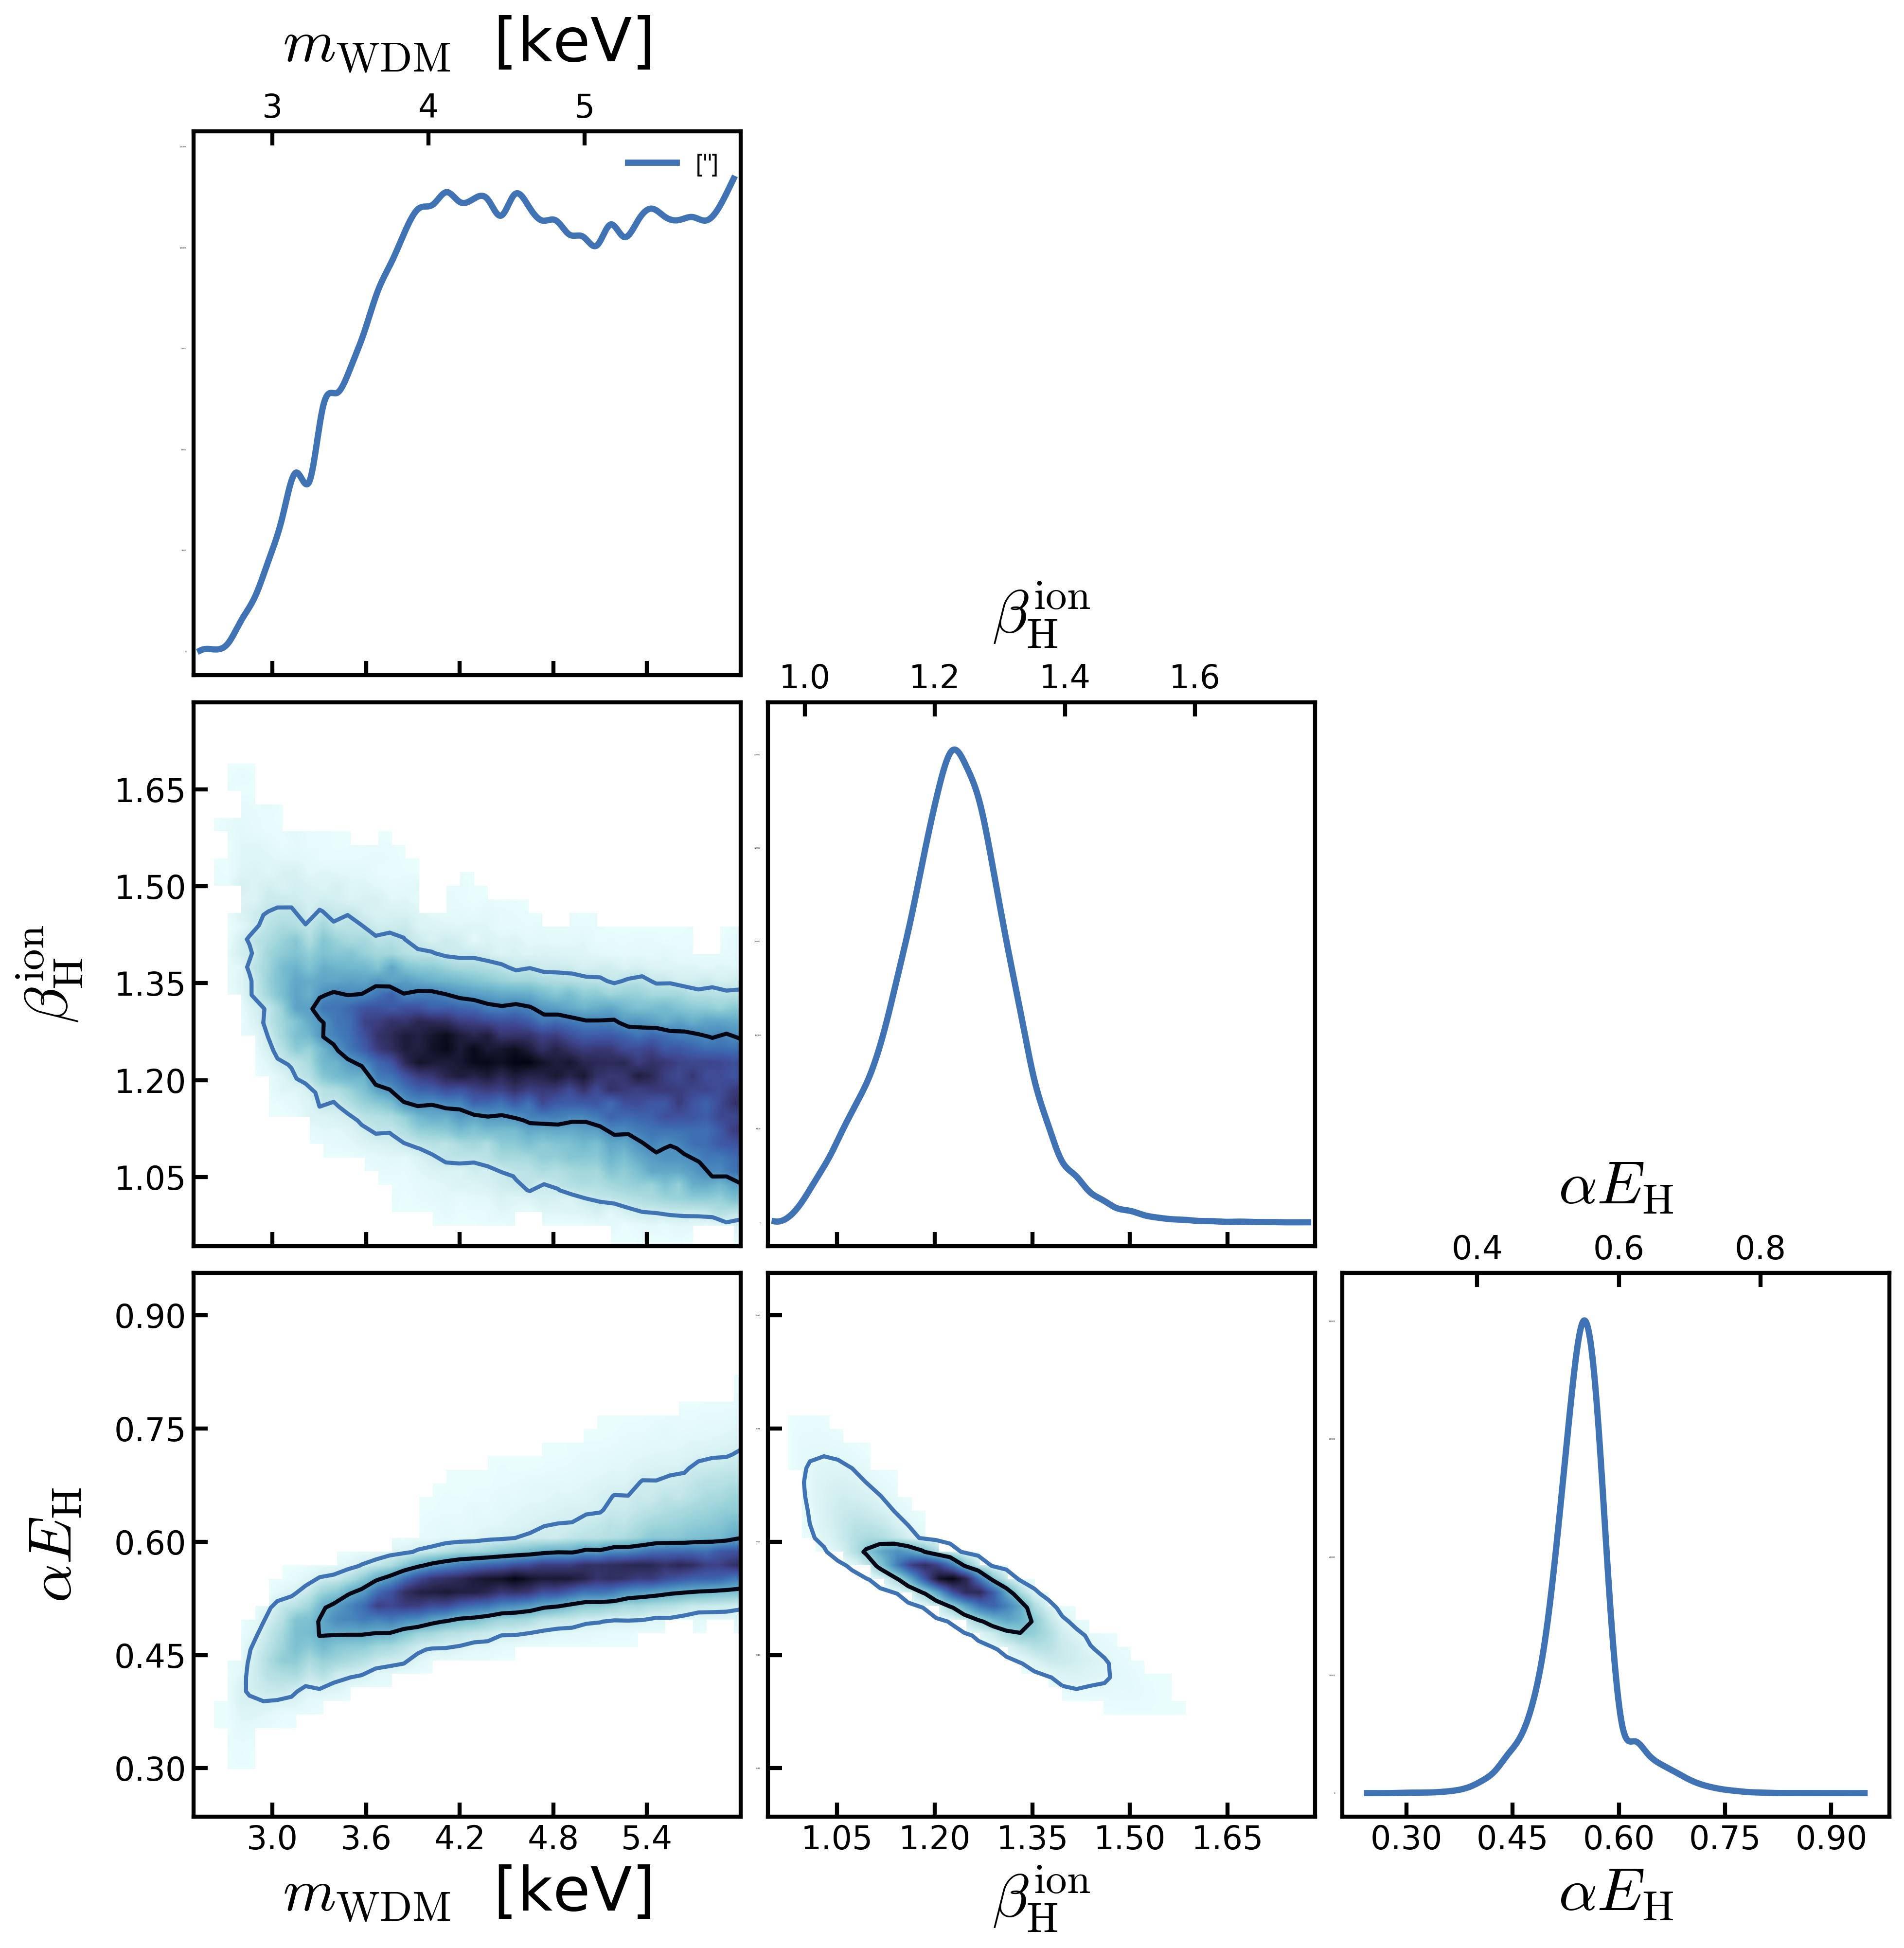 m_WDM [keV]
3 4 5
['']
β_H^ion
1.0 1.2 1.4 1.6
β_H^ion
1.65
1.50
1.35
1.20
1.05
αE_H
0.4 0.6 0.8
αE_H
0.90
0.75
0.60
0.45
0.30
3.0 3.6 4.2 4.8 5.4
1.05 1.20 1.35 1.50 1.65
0.30 0.45 0.60 0.75 0.90
m_WDM [keV]
β_H^ion
αE_H